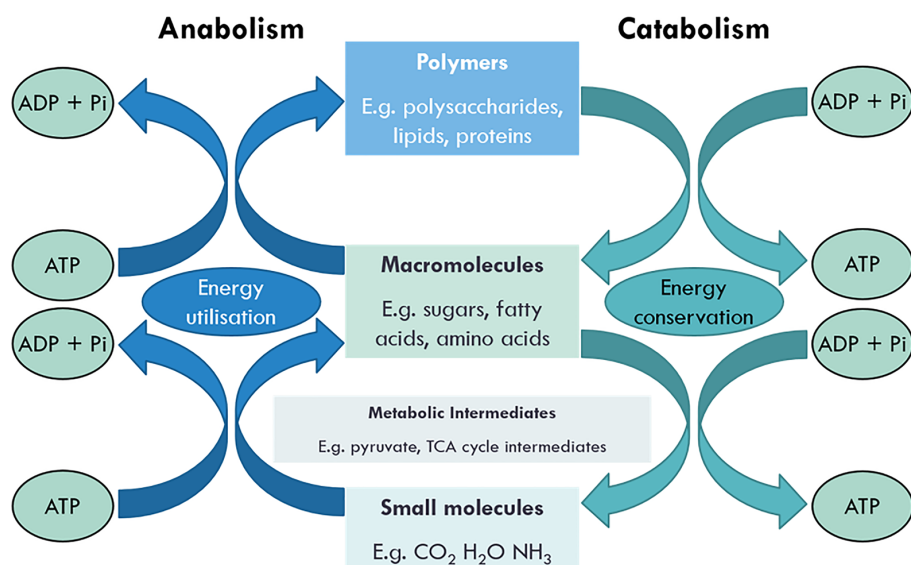 Anabolism
Catabolism
Polymers
E.g. polysaccharides,
lipids, proteins
ADP + Pi
ADP + Pi
ATP
ATP
Macromolecules
E.g. sugars, fatty
acids, amino acids
Energy
utilisation
Energy
conservation
ADP + Pi
ADP + Pi
Metabolic Intermediates
E.g. pyruvate, TCA cycle intermediates
ATP
ATP
Small molecules
E.g. CO₂ H₂O NH₃